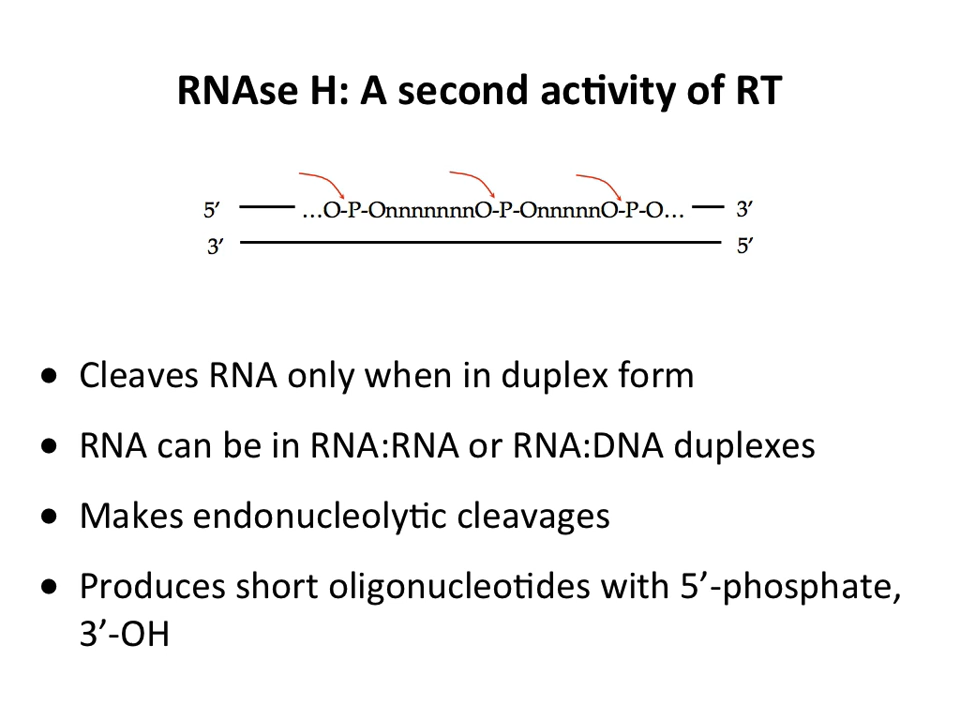 RNAse H: A second activity of RT
5’ …O-P-OnnnnnnnO-P-OnnnnnO-P-O… 3’
3’ 5’
• Cleaves RNA only when in duplex form
• RNA can be in RNA:RNA or RNA:DNA duplexes
• Makes endonucleolytic cleavages
• Produces short oligonucleotides with 5’-phosphate,
3’-OH